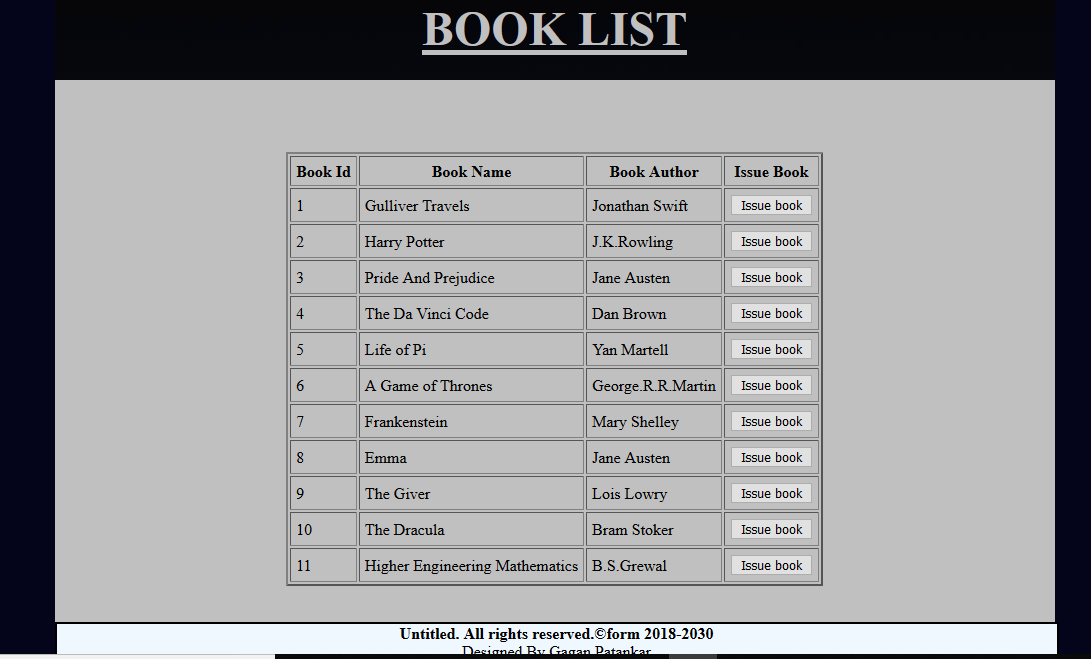 BOOK LIST
Book Id Book Name Book Author Issue Book
1 Gulliver Travels Jonathan Swift Issue book
2 Harry Potter J.K.Rowling Issue book
3 Pride And Prejudice Jane Austen Issue book
4 The Da Vinci Code Dan Brown Issue book
5 Life of Pi Yan Martell Issue book
6 A Game of Thrones George.R.R.Martin Issue book
7 Frankenstein Mary Shelley Issue book
8 Emma Jane Austen Issue book
9 The Giver Lois Lowry Issue book
10 The Dracula Bram Stoker Issue book
11 Higher Engineering Mathematics B.S.Grewal Issue book
Untitled. All rights reserved.©form 2018-2030
Designed By Gagan Patankar